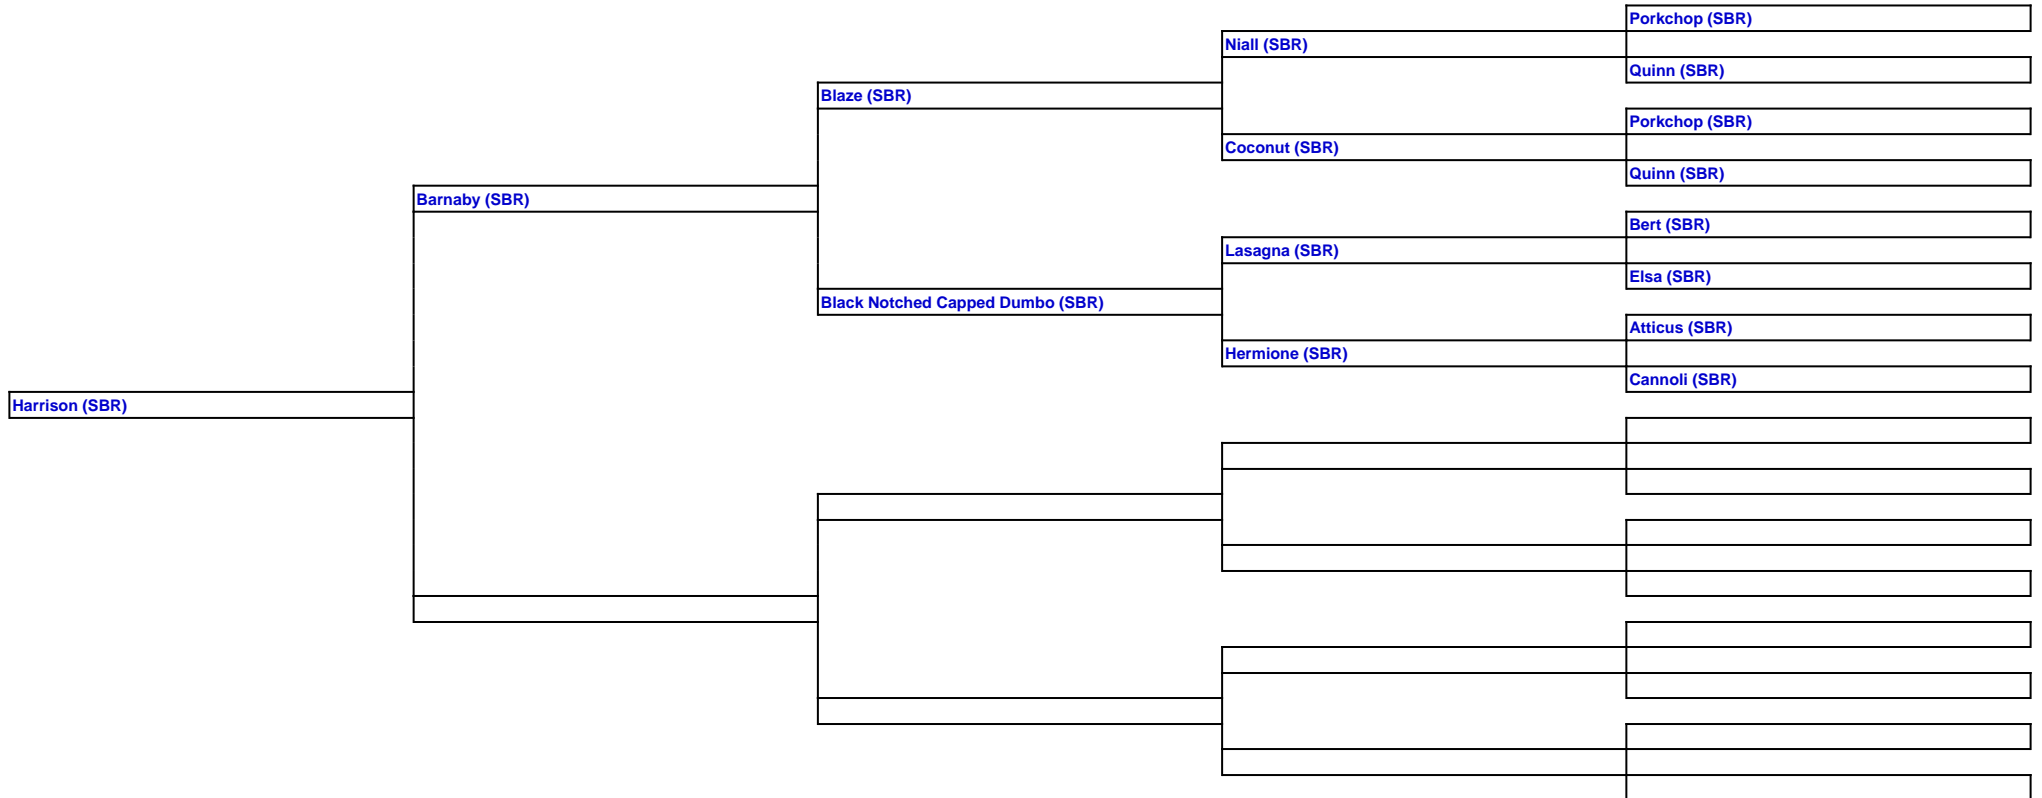 Porkchop (SBR)
Niall (SBR)
Quinn (SBR)
Blaze (SBR)
Porkchop (SBR)
Coconut (SBR)
Quinn (SBR)
Barnaby (SBR)
Bert (SBR)
Lasagna (SBR)
Elsa (SBR)
Black Notched Capped Dumbo (SBR)
Atticus (SBR)
Hermione (SBR)
Cannoli (SBR)
Harrison (SBR)